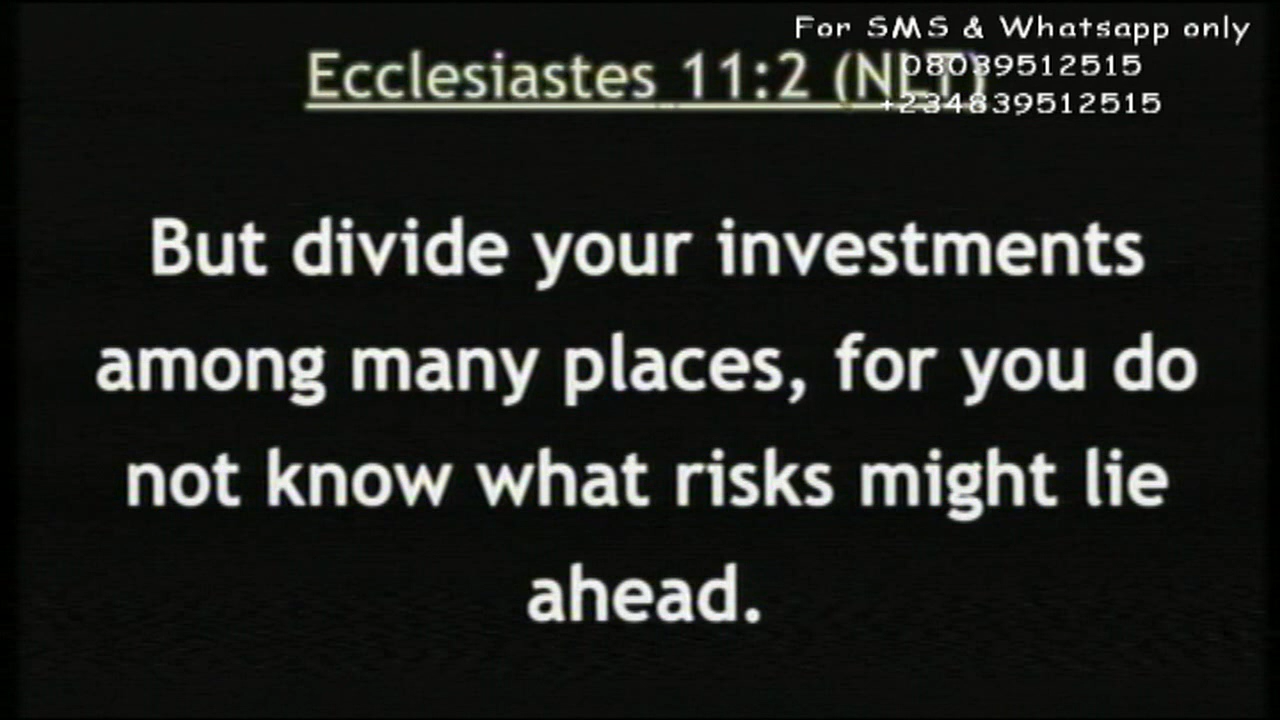 For SMS & Whatsapp only
08039512515
+234839512515
Ecclesiastes 11:2 (NLT)
But divide your investments
among many places, for you do
not know what risks might lie
ahead.